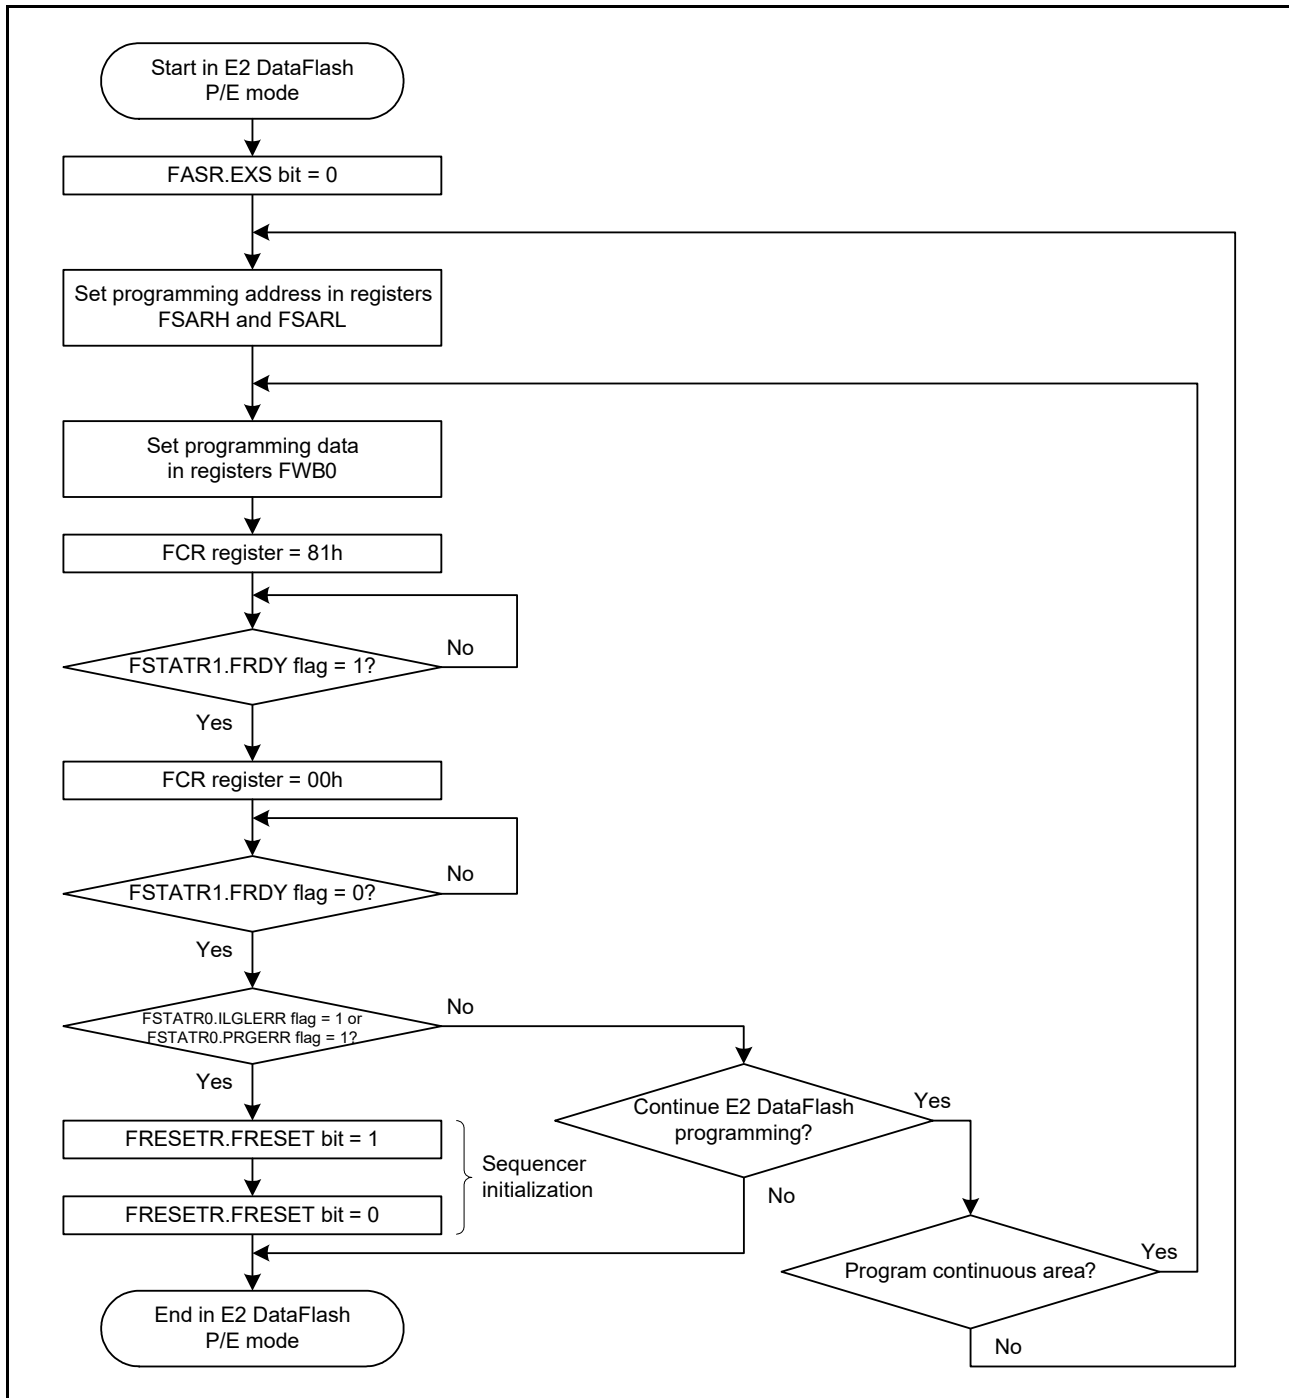 Start in E2 DataFlash
P/E mode
FASR.EXS bit = 0
Set programming address in registers
FSARH and FSARL
Set programming data
in registers FWB0
FCR register = 81h
FSTATR1.FRDY flag = 1?
No
Yes
FCR register = 00h
FSTATR1.FRDY flag = 0?
No
Yes
FSTATR0.ILGLERR flag = 1 or
FSTATR0.PRGERR flag = 1?
No
Yes
FRESETR.FRESET bit = 1
FRESETR.FRESET bit = 0
Sequencer
initialization
Continue E2 DataFlash
programming?
Yes
No
Program continuous area?
Yes
No
End in E2 DataFlash
P/E mode